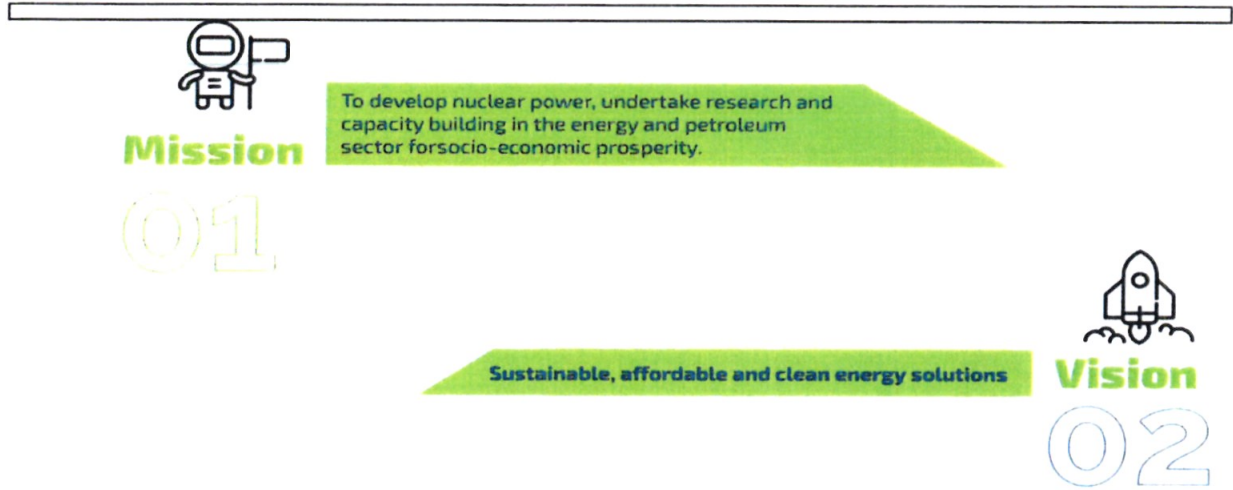 To develop nuclear power, undertake research and
capacity building in the energy and petroleum
sector forsocio-economic prosperity.
Mission
01
Sustainable, affordable and clean energy solutions
Vision
02